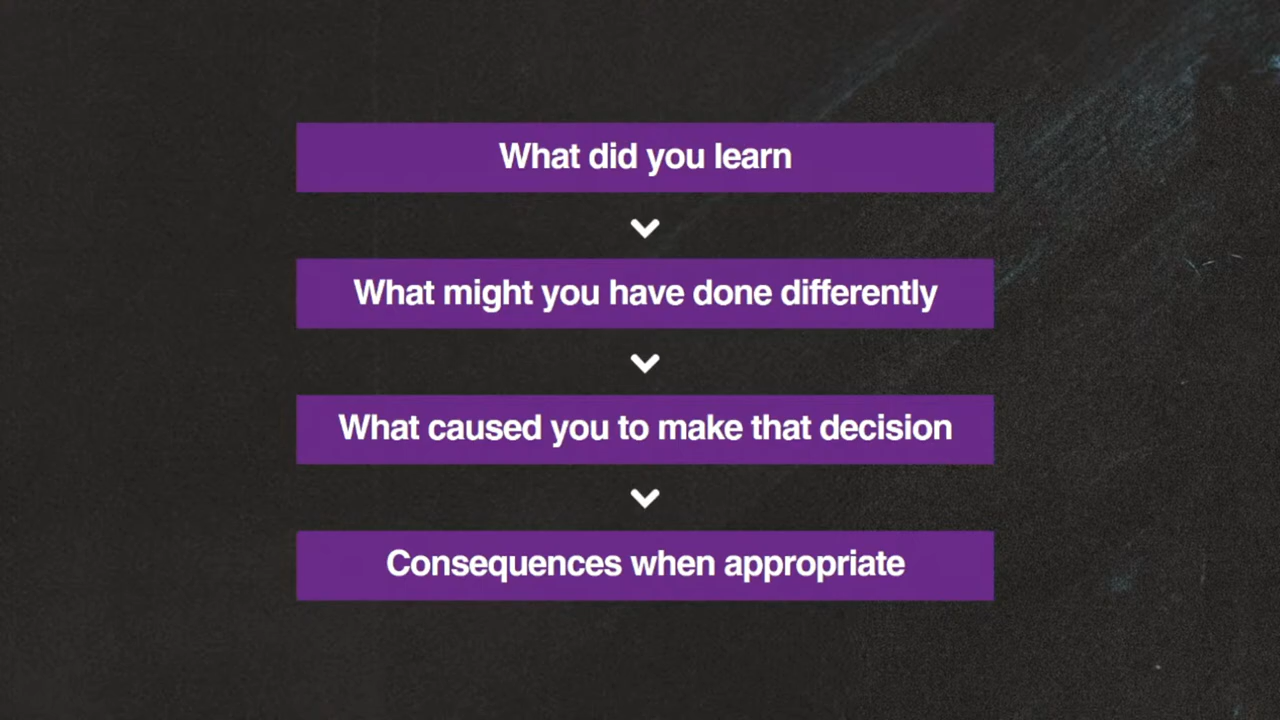 What did you learn
What might you have done differently
What caused you to make that decision
Consequences when appropriate